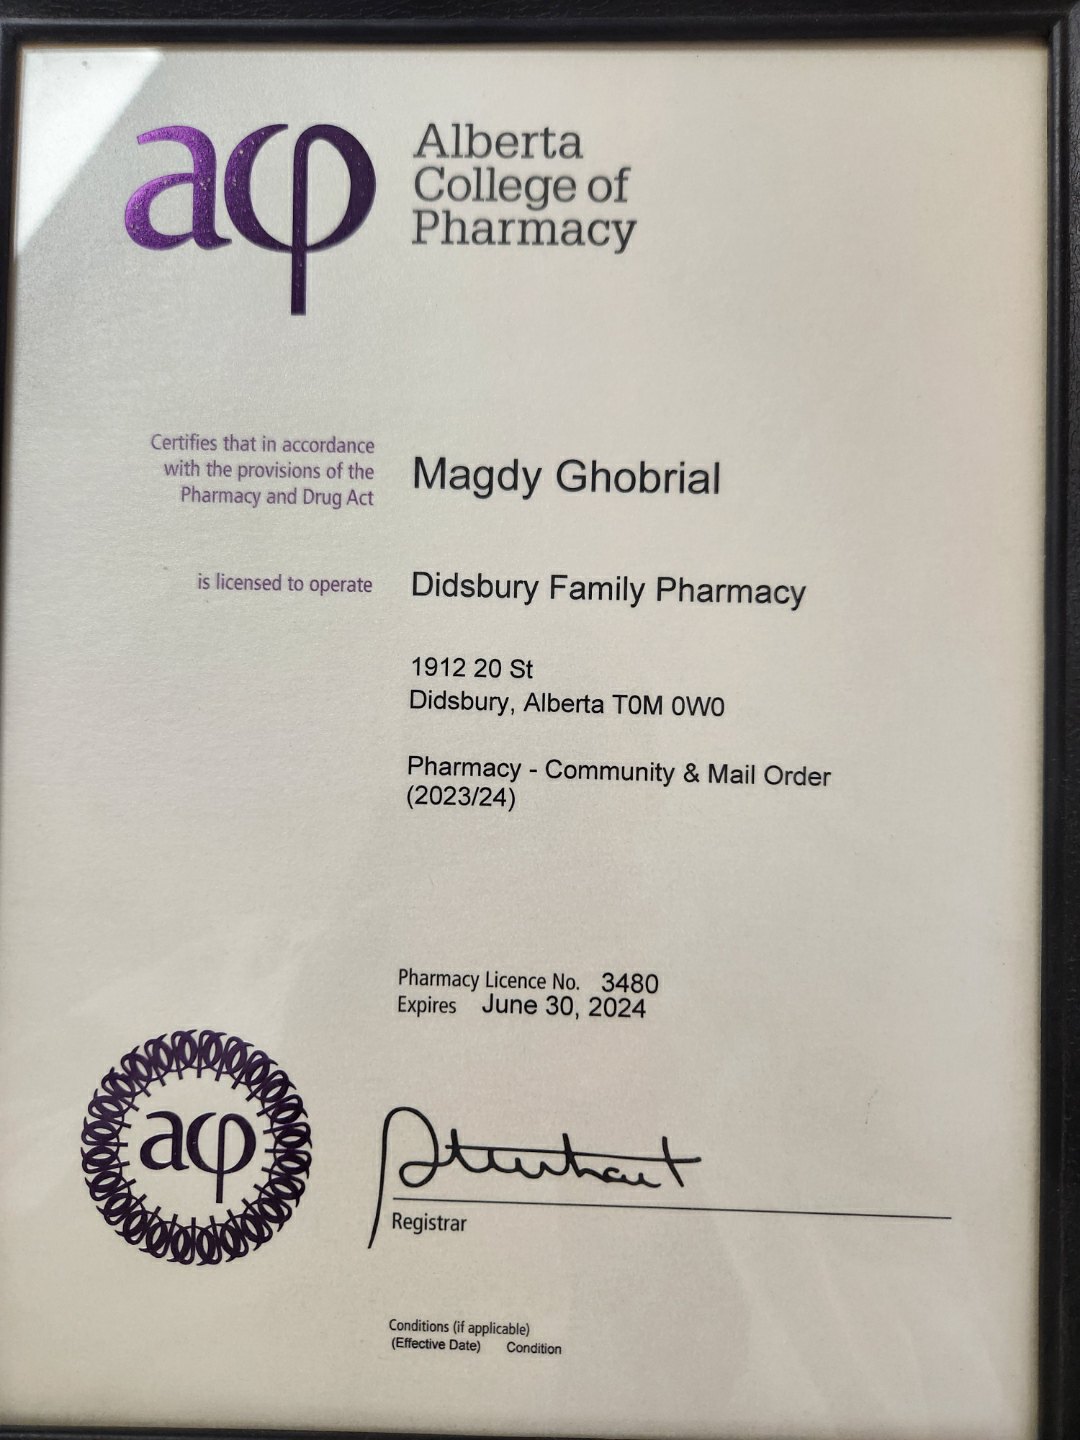 acp
Alberta
College of
Pharmacy
Certifies that in accordance
with the provisions of the
Pharmacy and Drug Act
Magdy Ghobrial
is licensed to operate
Didsbury Family Pharmacy
1912 20 St
Didsbury, Alberta T0M 0W0
Pharmacy - Community & Mail Order
(2023/24)
Pharmacy Licence No. 3480
Expires June 30, 2024
acp
Registrar
Conditions (if applicable)
(Effective Date) Condition